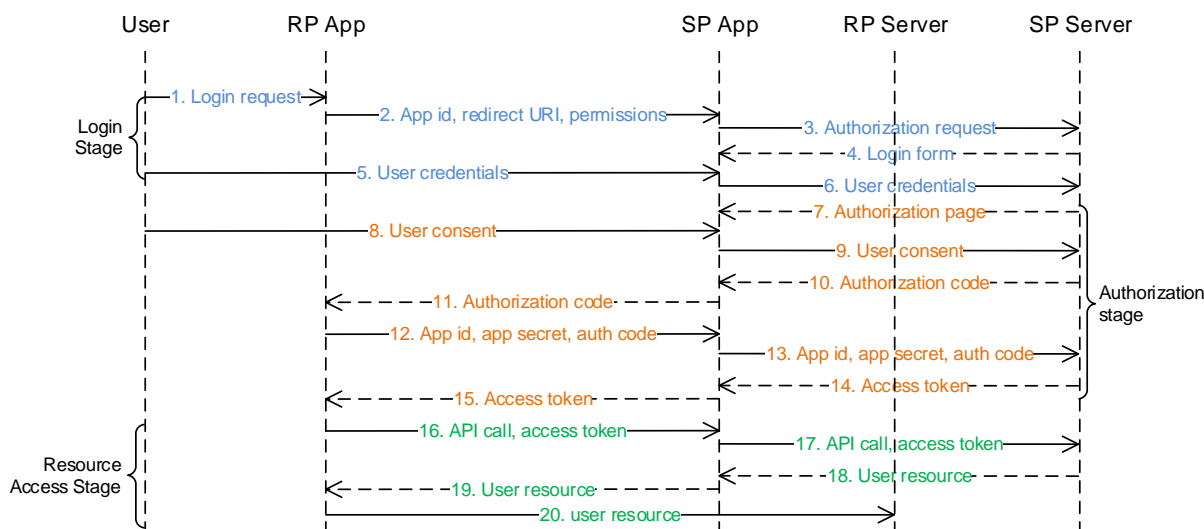 User
RP App
SP App
RP Server
SP Server
1. Login request
2. App id, redirect URI, permissions
3. Authorization request
Login
Stage
4. Login form
5. User credentials
6. User credentials
7. Authorization page
8. User consent
9. User consent
10. Authorization code
11. Authorization code
Authorization
stage
12. App id, app secret, auth code
13. App id, app secret, auth code
14. Access token
15. Access token
16. API call, access token
17. API call, access token
Resource
Access Stage
18. User resource
19. User resource
20. user resource